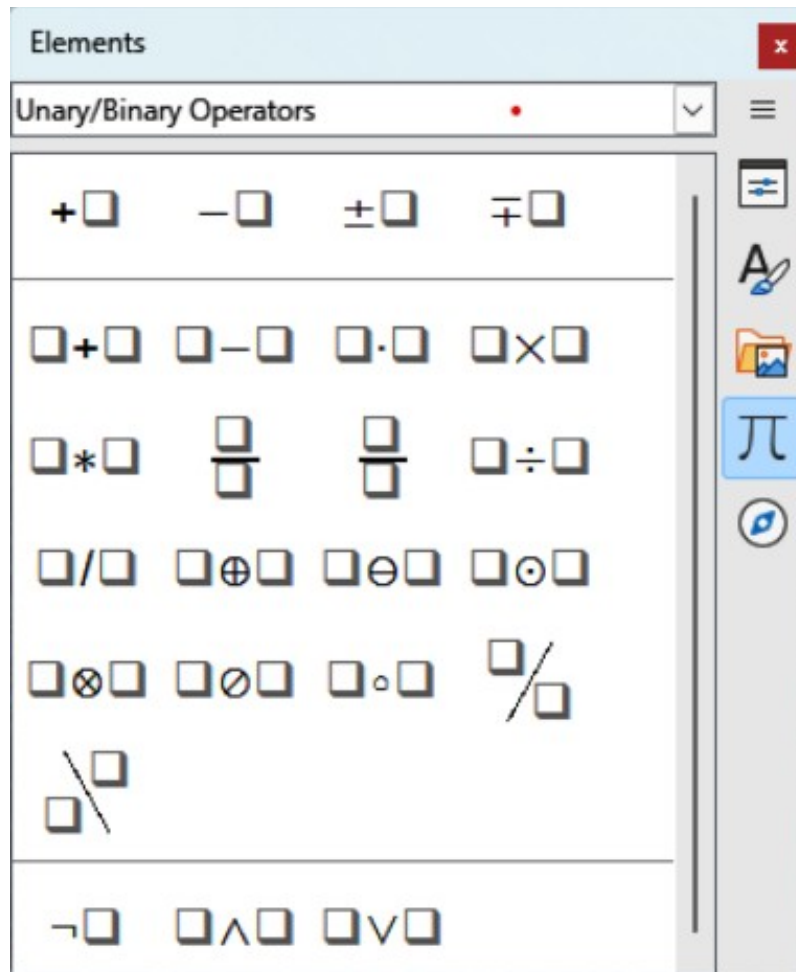 Elements
Unary/Binary Operators
+❑ −❑ ±❑ ∓❑
❑+❑ ❑−❑ ❑·❑ ❑×❑
❑∗❑ ❑/❑ ❑/❑ ❑÷❑
❑/❑ ❑⊕❑ ❑⊖❑ ❑⊙❑
❑⊗❑ ❑⊘❑ ❑∘❑ ❑/❑
❑\❑
¬❑ ❑∧❑ ❑∨❑